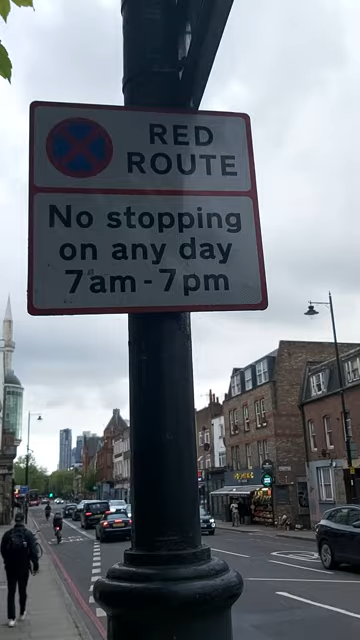 RED
ROUTE
No stopping
on any day
7am - 7pm